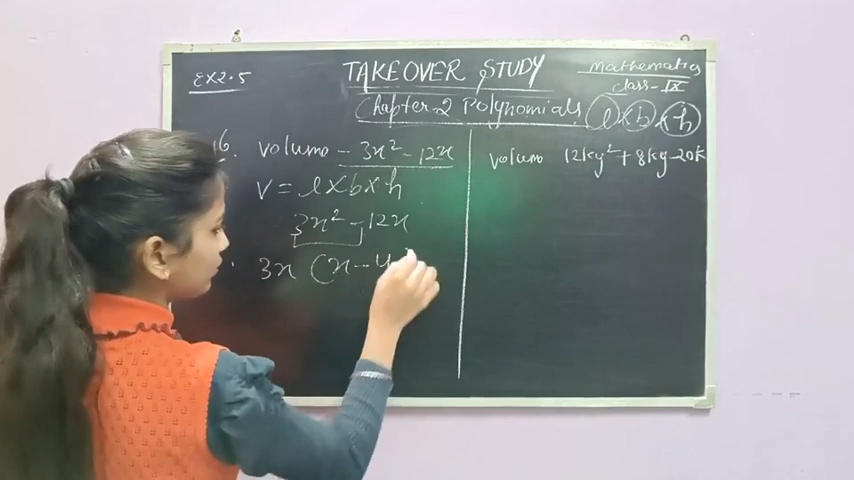 EX2.5
TAKEOVER STUDY
Mathematics
class-IX
Chapter-2 Polynomials
l×b×h
16. volume - 3x² - 12x
V = l×b×h
3x² - 12x
3x (x - 4
volume 12ky² + 8ky - 20k